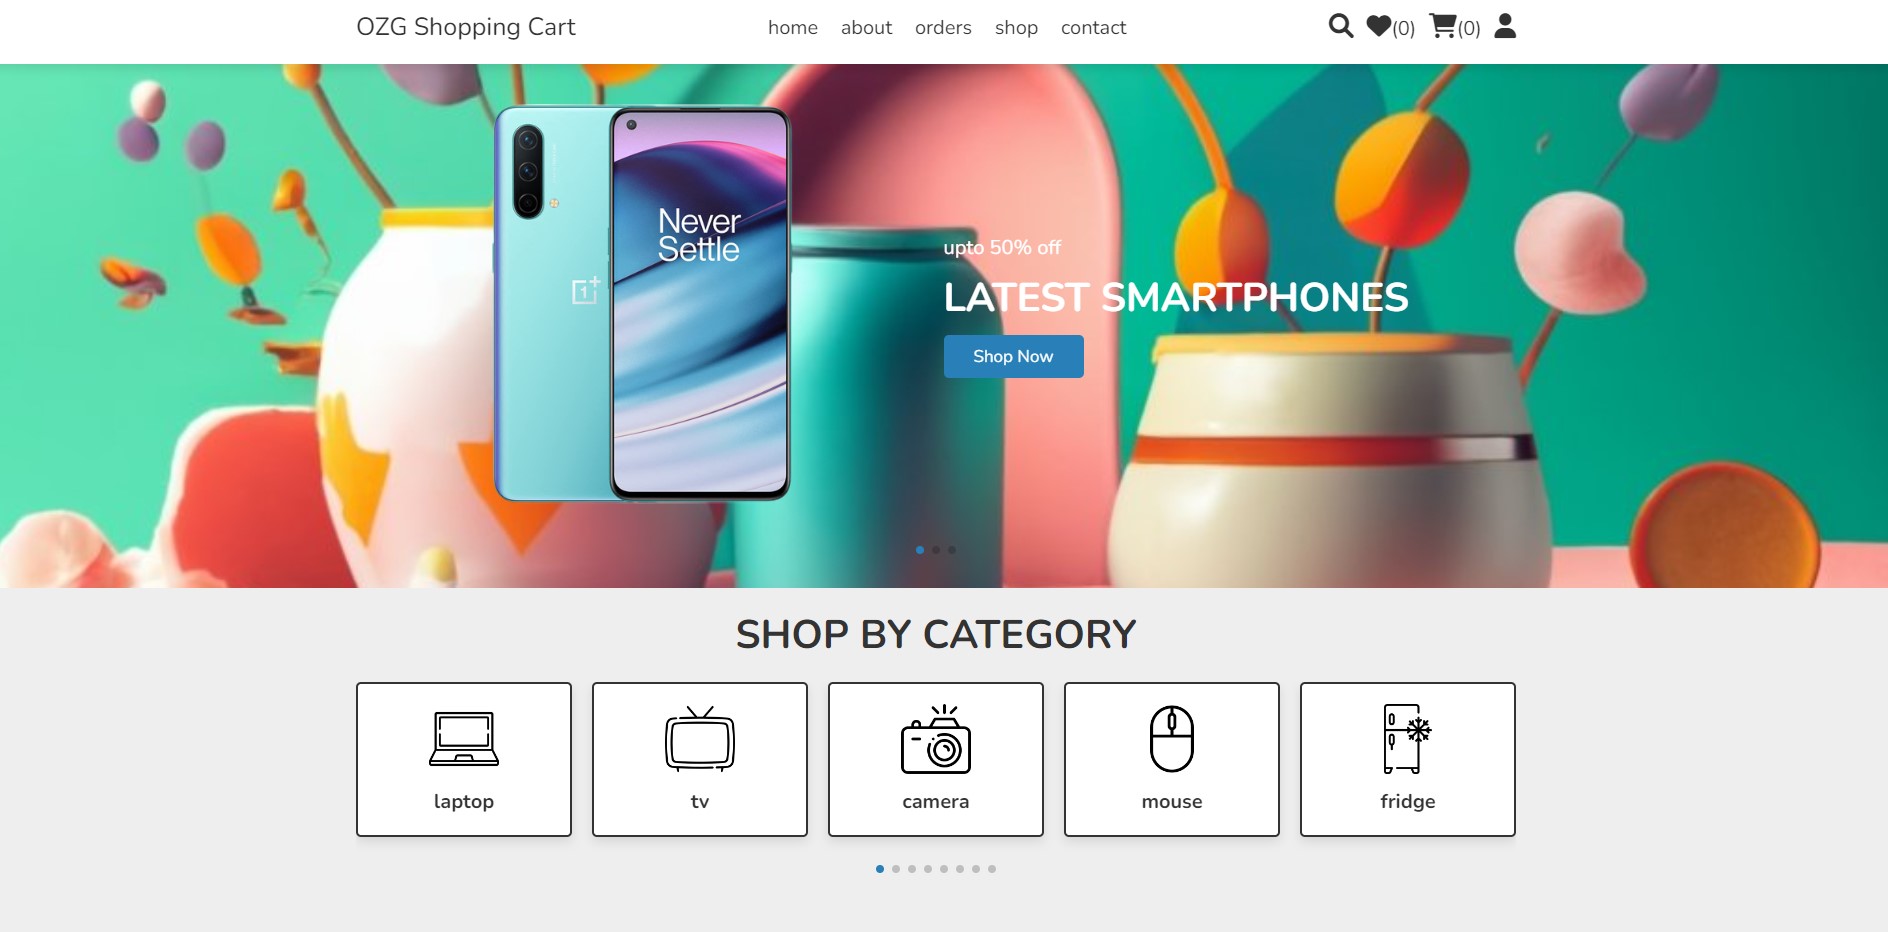 OZG Shopping Cart
home about orders shop contact
(0) (0)
Never
Settle
1+
upto 50% off
LATEST SMARTPHONES
Shop Now
SHOP BY CATEGORY
laptop tv camera mouse fridge